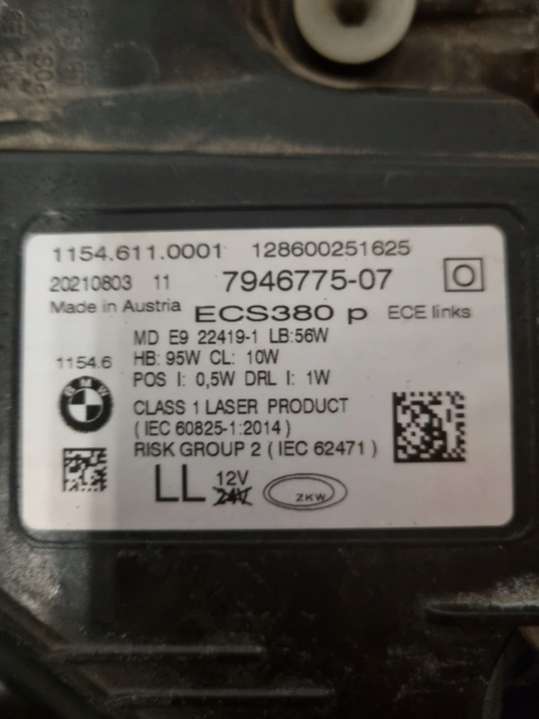 1154.611.0001 128600251625
20210803 11 7946775-07 O
Made in Austria ECS380 p ECE links
MD E9 22419-1 LB:56W
1154.6 HB: 95W CL: 10W
POS I: 0,5W DRL I: 1W
BMW CLASS 1 LASER PRODUCT
(IEC 60825-1:2014)
RISK GROUP 2 (IEC 62471)
LL 12V
24V ZKW